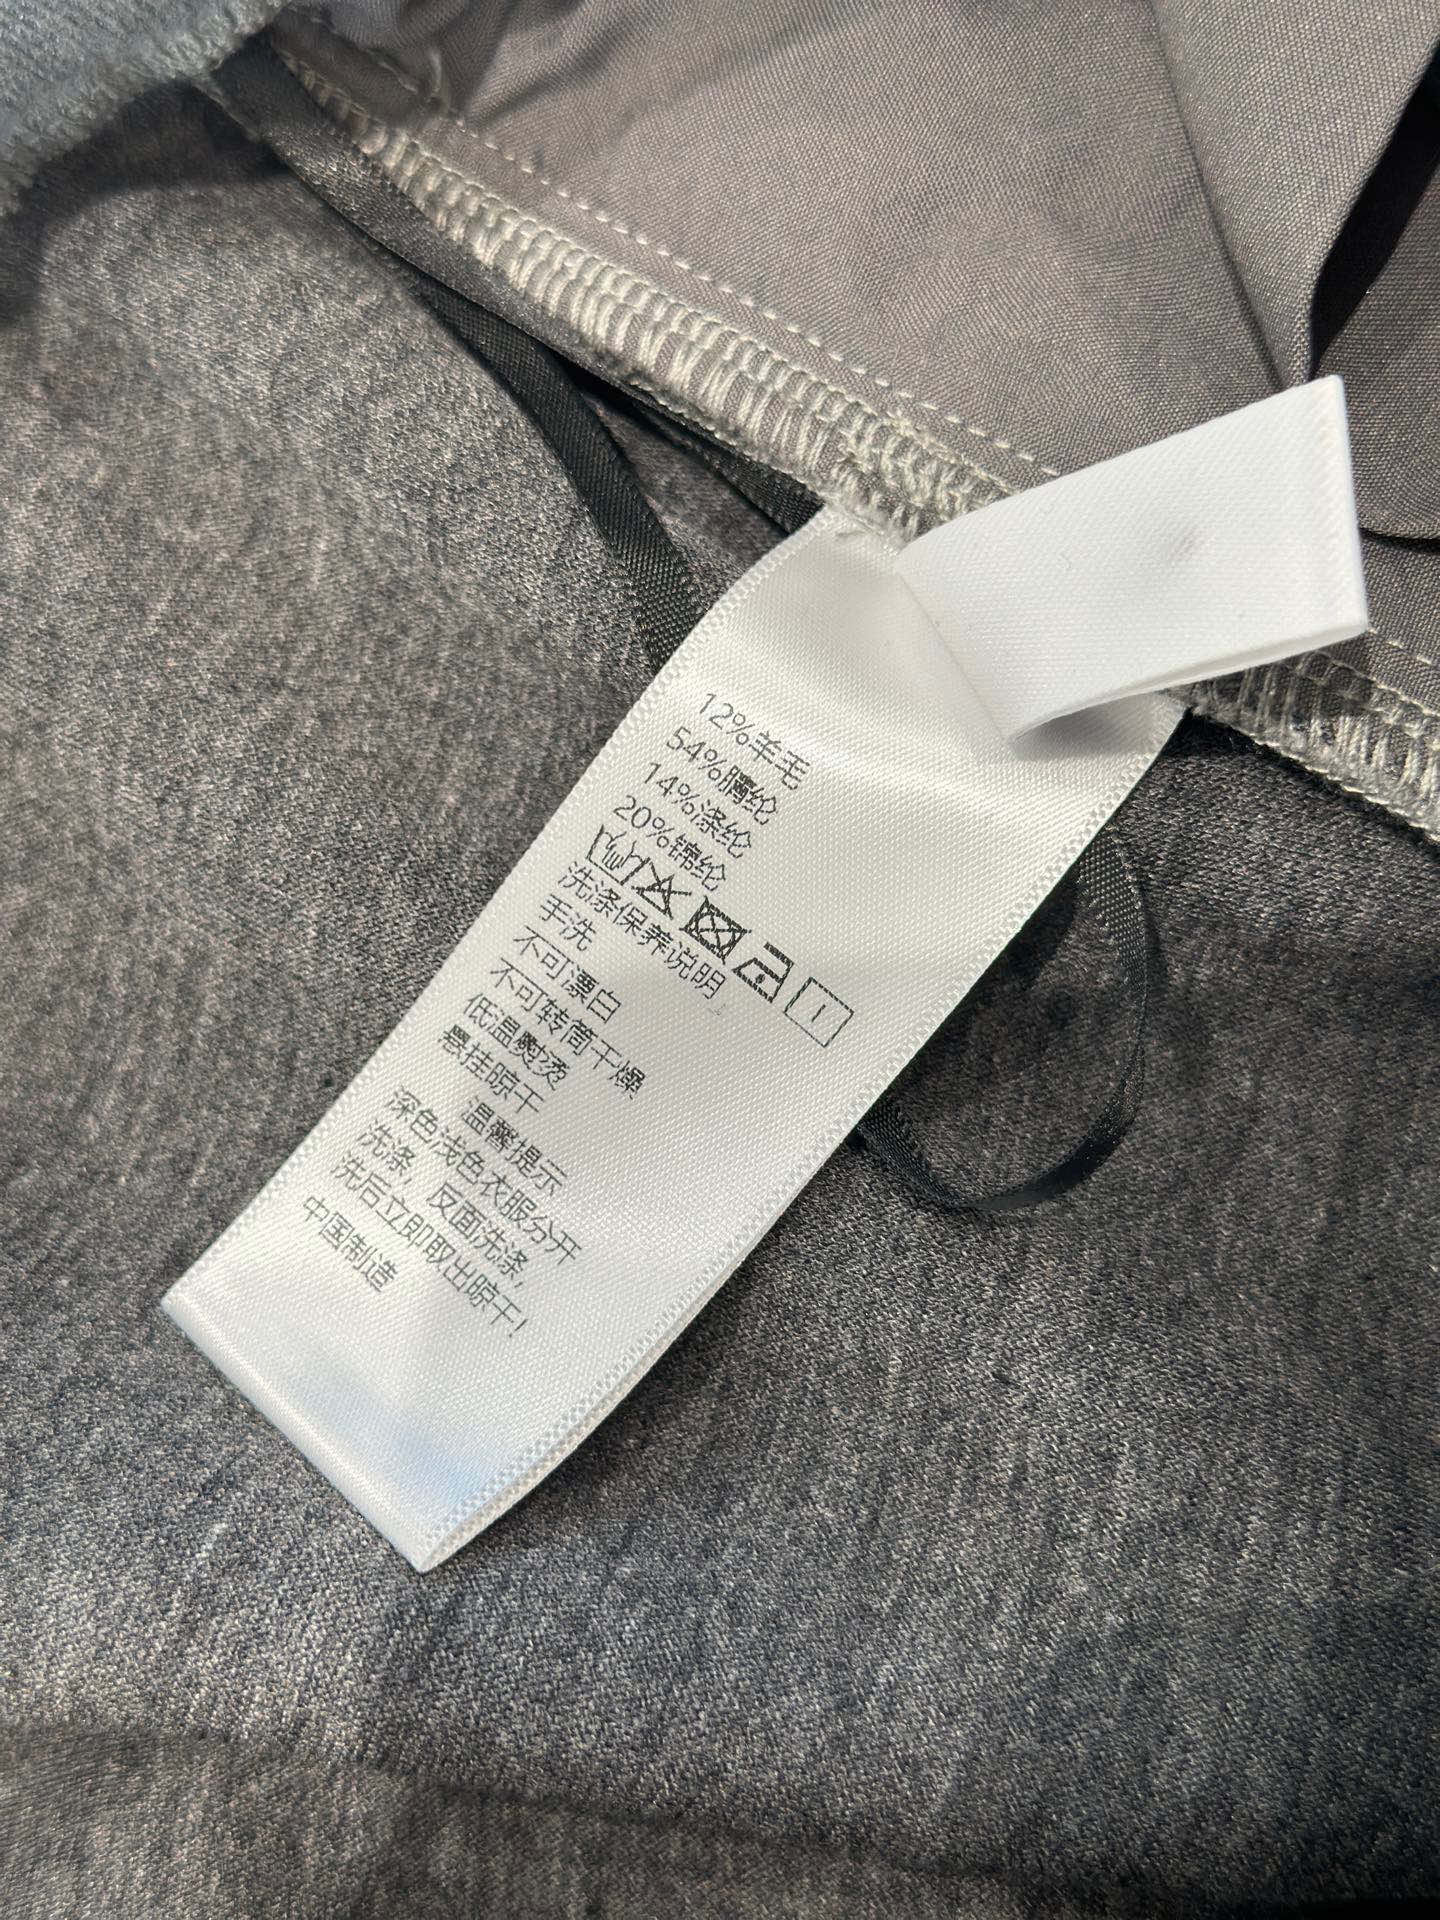 12%羊毛
54%腈纶
14%涤纶
20%锦纶
洗涤保养说明
手洗
不可漂白
不可转筒干燥
低温熨烫
悬挂晾干
温馨提示
深色浅色衣服分开
洗涤，反面洗涤，
洗后立即取出晾干！
中国制造